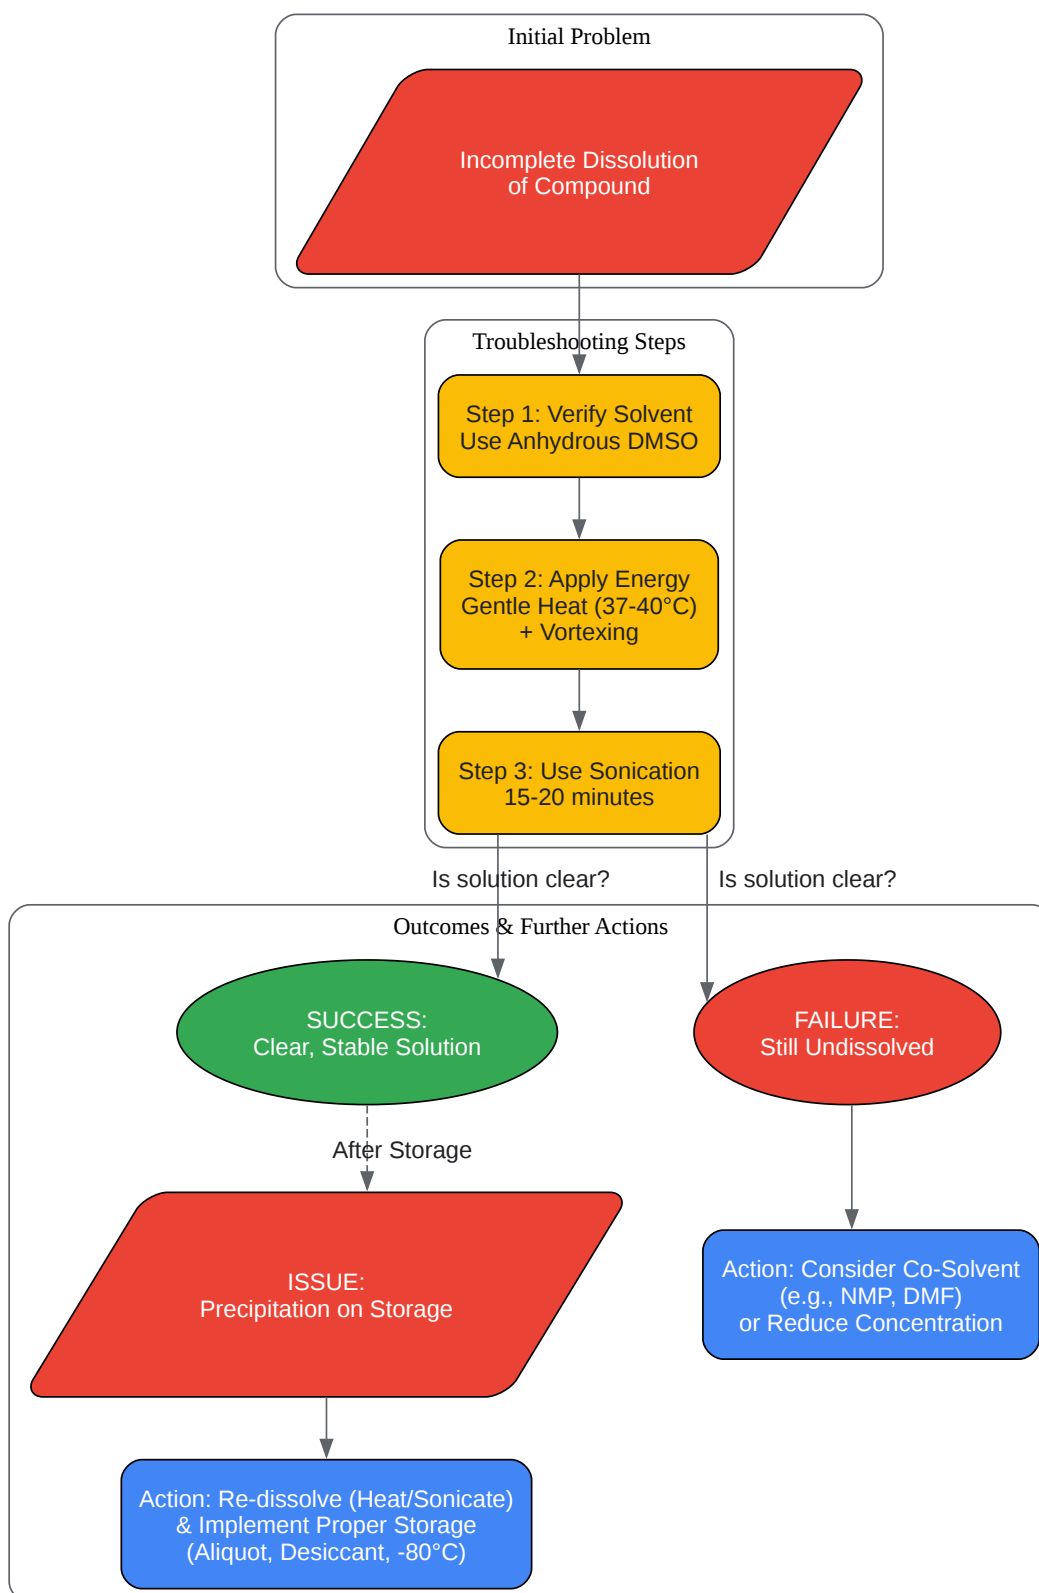 Initial Problem
Incomplete Dissolution
of Compound
Troubleshooting Steps
Step 1: Verify Solvent
Use Anhydrous DMSO
Step 2: Apply Energy
Gentle Heat (37-40°C)
+ Vortexing
Step 3: Use Sonication
15-20 minutes
Is solution clear?
Is solution clear?
Outcomes & Further Actions
SUCCESS:
Clear, Stable Solution
FAILURE:
Still Undissolved
After Storage
ISSUE:
Precipitation on Storage
Action: Consider Co-Solvent
(e.g., NMP, DMF)
or Reduce Concentration
Action: Re-dissolve (Heat/Sonicate)
& Implement Proper Storage
(Aliquot, Desiccant, -80°C)